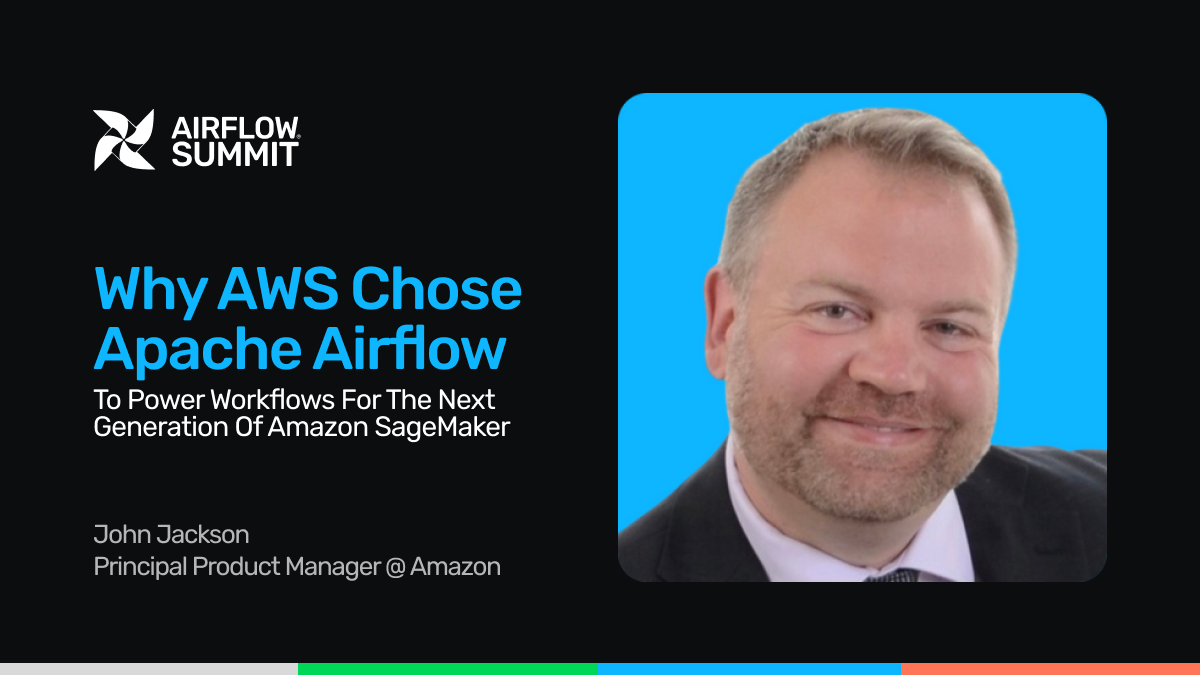 AIRFLOW
SUMMIT
Why AWS Chose
Apache Airflow
To Power Workflows For The Next
Generation Of Amazon SageMaker
John Jackson
Principal Product Manager @ Amazon